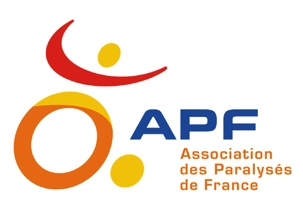 APF
Association
des Paralysés
de France